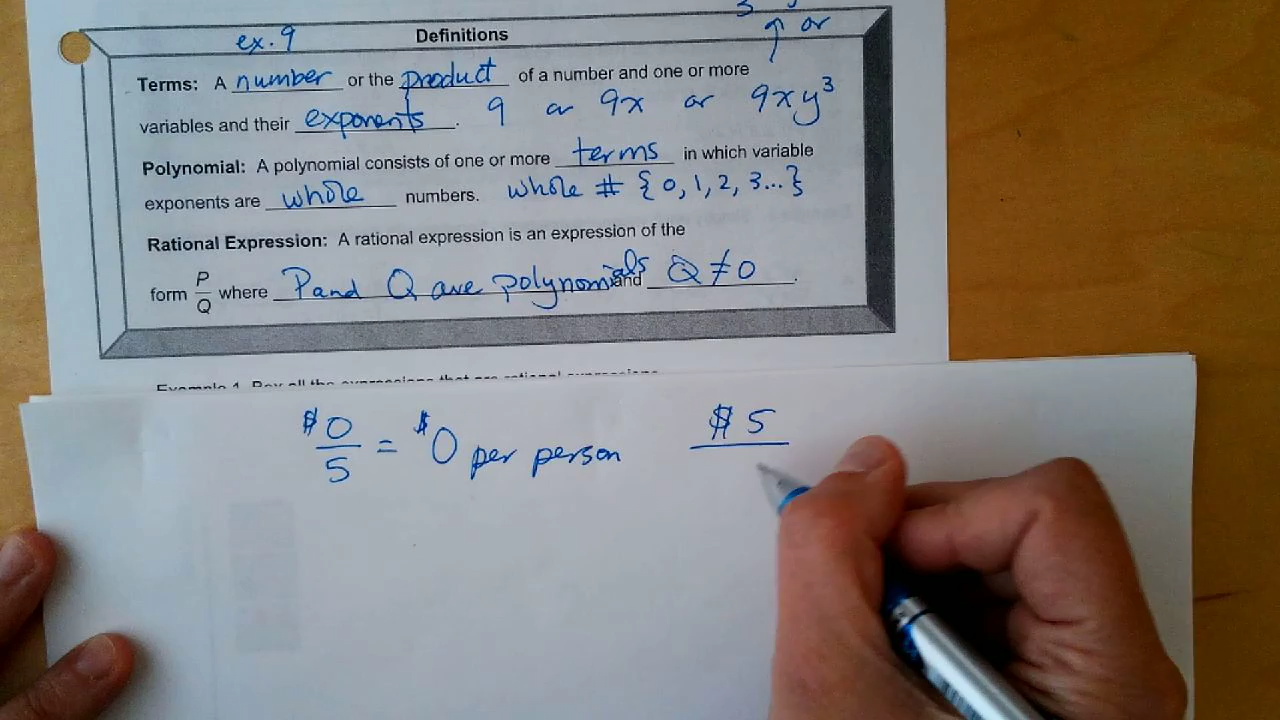 ex. 9 Definitions or
Terms: A number or the product of a number and one or more
variables and their exponents. 9 or 9x or 9xy³
Polynomial: A polynomial consists of one or more terms in which variable
exponents are whole numbers. whole # {0, 1, 2, 3...}
Rational Expression: A rational expression is an expression of the
form P/Q where P and Q are polynomials and Q ≠ 0.
$0/5 = $0 per person $5